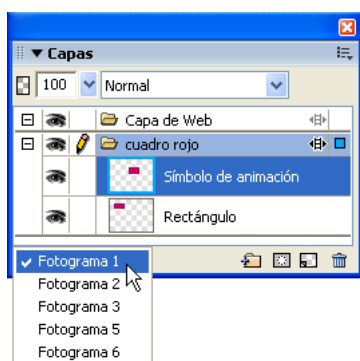 Capas
100 Normal
Capa de Web
cuadro rojo
Símbolo de animación
Rectángulo
Fotograma 1
Fotograma 2
Fotograma 3
Fotograma 5
Fotograma 6